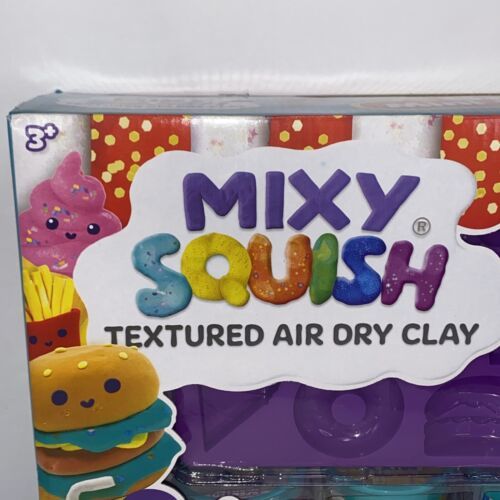 3+
MIXY
SQUISH®
TEXTURED AIR DRY CLAY